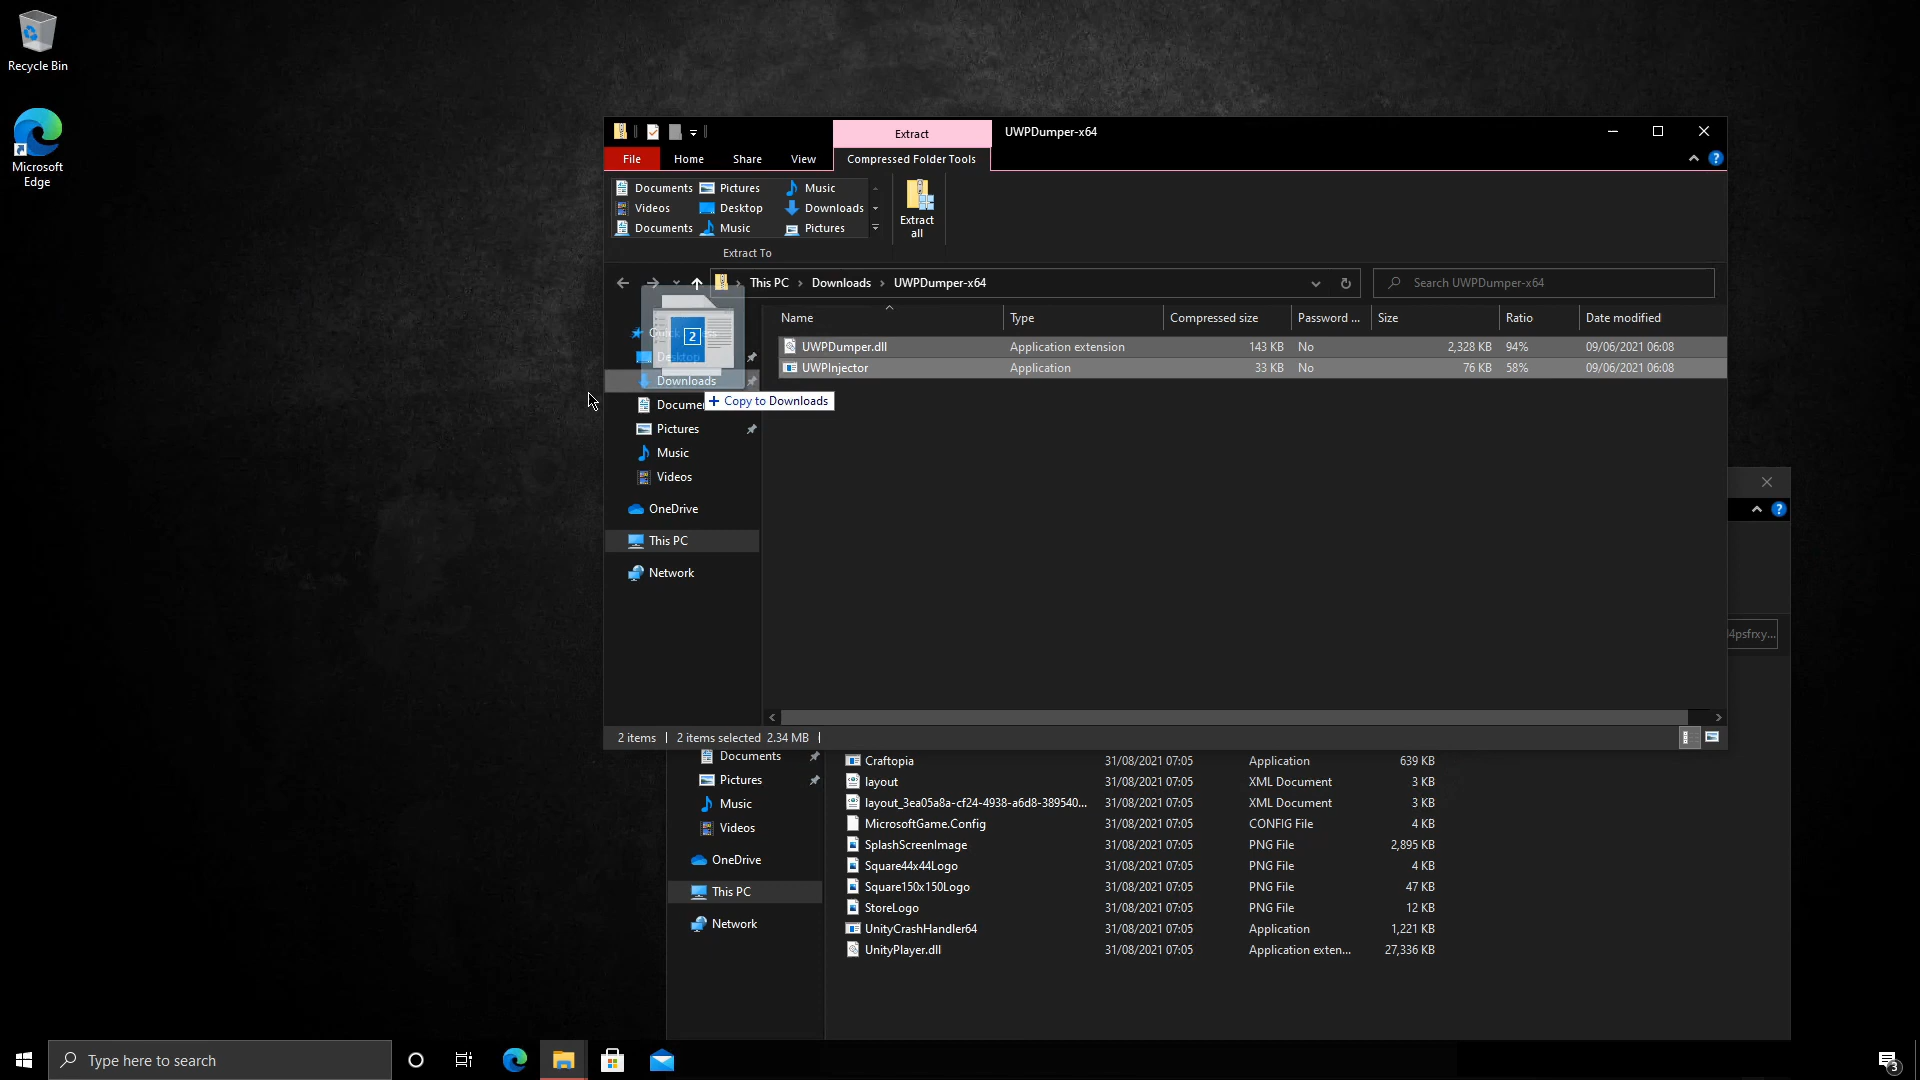 Recycle Bin
Microsoft
Edge
Extract
UWPDumper-x64
File
Home
Share
View
Compressed Folder Tools
Documents
Pictures
Music
Videos
Desktop
Downloads
Documents
Music
Pictures
Extract
all
Extract To
This PC
Downloads
UWPDumper-x64
Search UWPDumper-x64
Name
Type
Compressed size
Password ...
Size
Ratio
Date modified
UWPDumper.dll
Application extension
143 KB
No
2,328 KB
94%
09/06/2021 06:08
UWPInjector
Application
33 KB
No
76 KB
58%
09/06/2021 06:08
2
Desktop
Downloads
+ Copy to Downloads
Pictures
Music
Videos
OneDrive
This PC
Network
4psfrxy...
2 items
2 items selected 2.34 MB
Documents
Pictures
Music
Videos
OneDrive
This PC
Network
Craftopia
31/08/2021 07:05
Application
639 KB
layout
31/08/2021 07:05
XML Document
3 KB
layout_3ea05a8a-cf24-4938-a6d8-389540...
31/08/2021 07:05
XML Document
3 KB
MicrosoftGame.Config
31/08/2021 07:05
CONFIG File
4 KB
SplashScreenImage
31/08/2021 07:05
PNG File
2,895 KB
Square44x44Logo
31/08/2021 07:05
PNG File
4 KB
Square150x150Logo
31/08/2021 07:05
PNG File
47 KB
StoreLogo
31/08/2021 07:05
PNG File
12 KB
UnityCrashHandler64
31/08/2021 07:05
Application
1,221 KB
UnityPlayer.dll
31/08/2021 07:05
Application exten...
27,336 KB
Type here to search
3